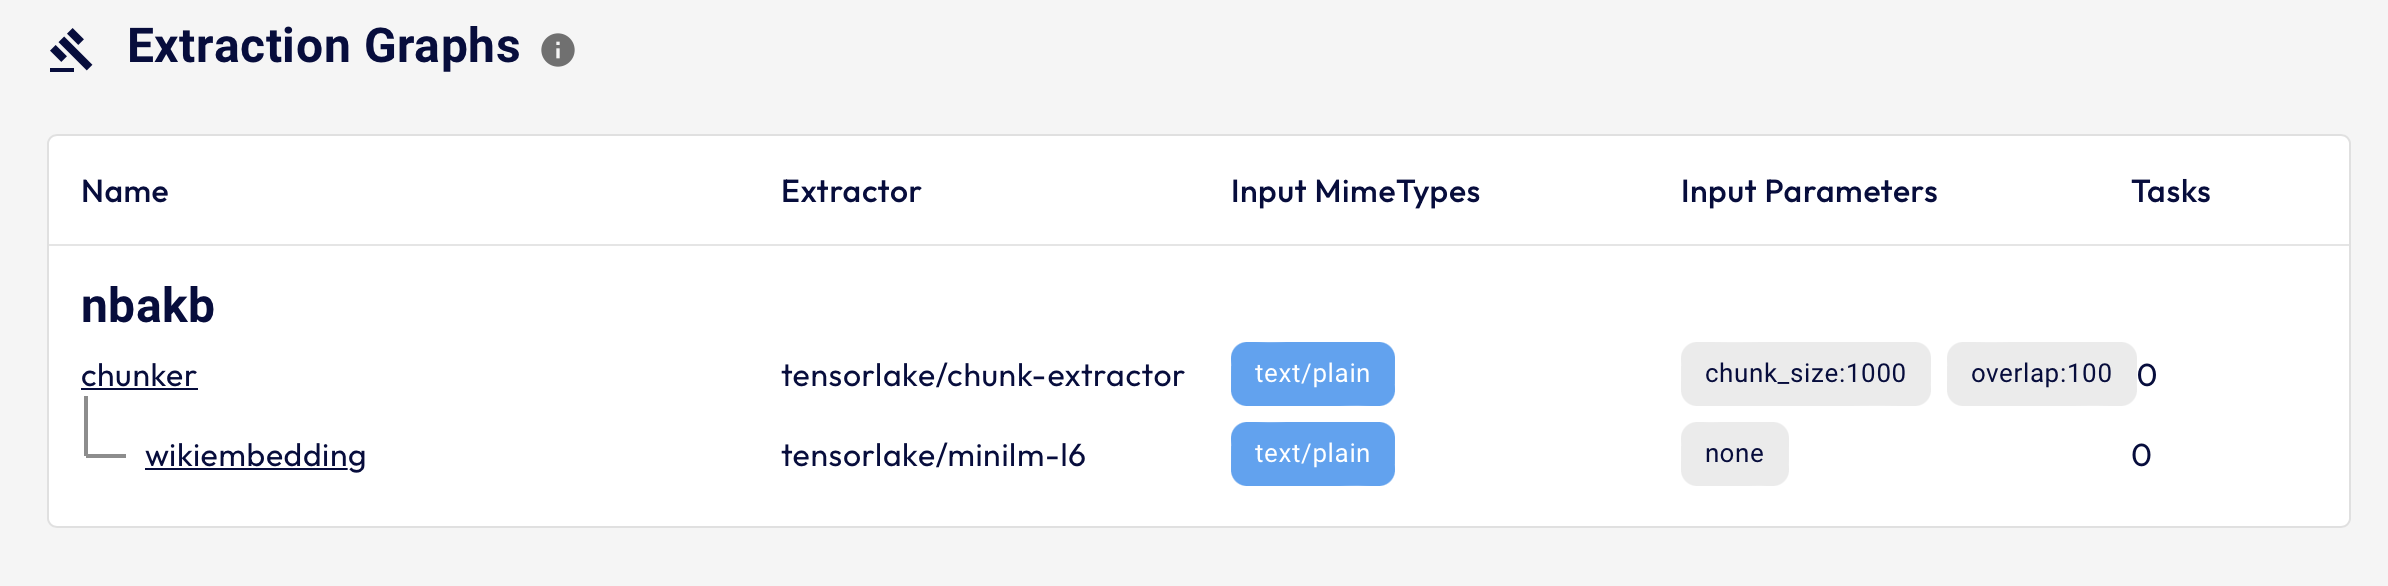 Extraction Graphs
Name Extractor Input MimeTypes Input Parameters Tasks
nbakb
chunker tensorlake/chunk-extractor text/plain chunk_size:1000 overlap:100 0
wikiembedding tensorlake/minilm-l6 text/plain none 0